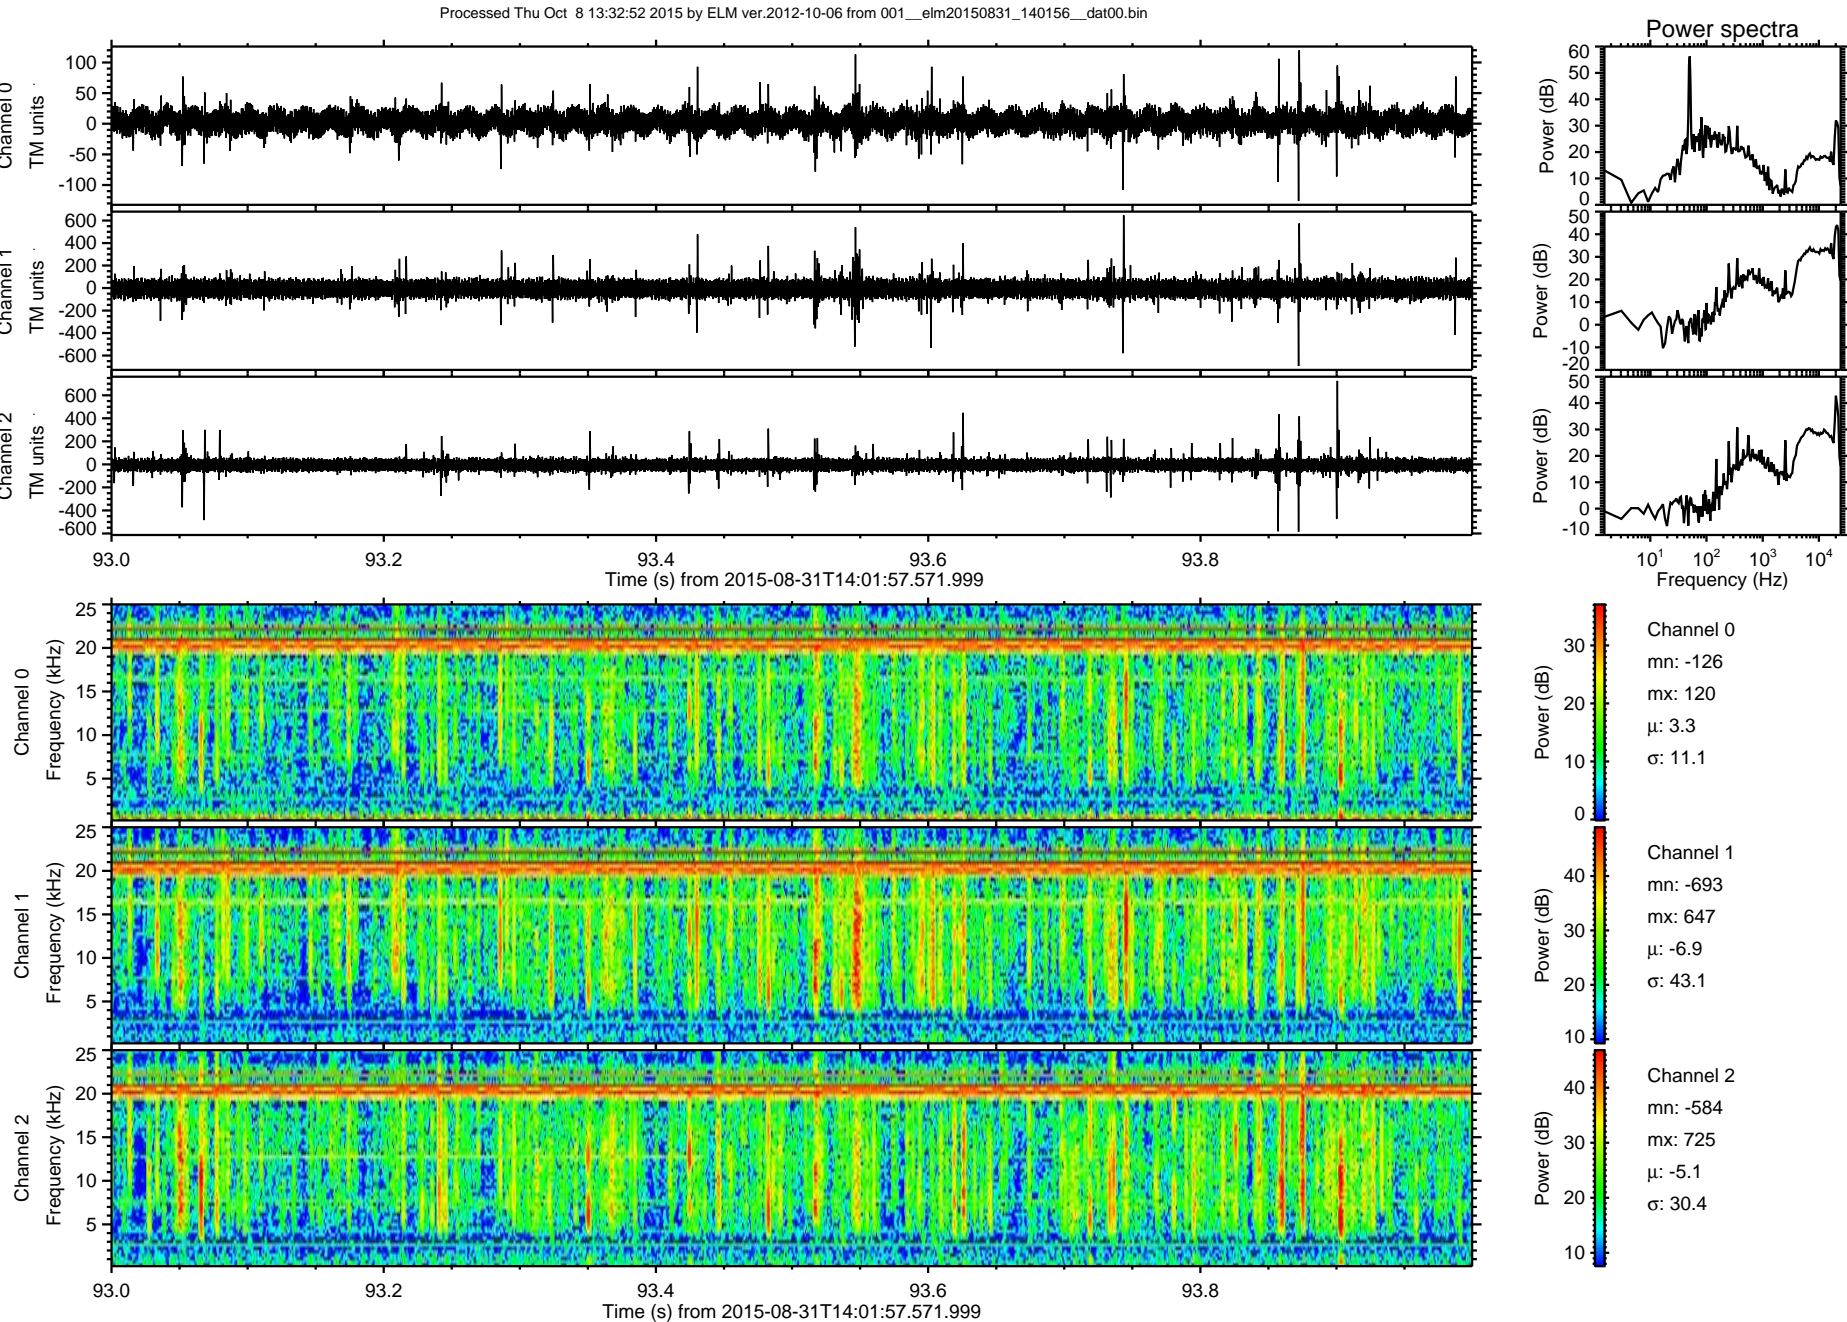 Processed Thu Oct  8 13:32:52 2015 by ELM ver.2012-10-06 from 001__elm20150831_140156__dat00.bin
Power spectra
Channel 0
TM units
100
50
0
-50
-100
Power (dB)
60
50
40
30
20
10
0
Channel 1
TM units
600
400
200
0
-200
-400
-600
Power (dB)
50
40
30
20
10
0
-10
-20
Channel 2
TM units
600
400
200
0
-200
-400
-600
Power (dB)
50
40
30
20
10
0
-10
93.0 93.2 93.4 93.6 93.8
Time (s) from 2015-08-31T14:01:57.571.999
10¹ 10² 10³ 10⁴
Frequency (Hz)
Channel 0
Frequency (kHz)
25
20
15
10
5
Power (dB)
30
20
10
0
Channel 0
mn: -126
mx: 120
μ: 3.3
σ: 11.1
Channel 1
Frequency (kHz)
25
20
15
10
5
Power (dB)
40
30
20
10
Channel 1
mn: -693
mx: 647
μ: -6.9
σ: 43.1
Channel 2
Frequency (kHz)
25
20
15
10
5
Power (dB)
40
30
20
10
Channel 2
mn: -584
mx: 725
μ: -5.1
σ: 30.4
93.0 93.2 93.4 93.6 93.8
Time (s) from 2015-08-31T14:01:57.571.999